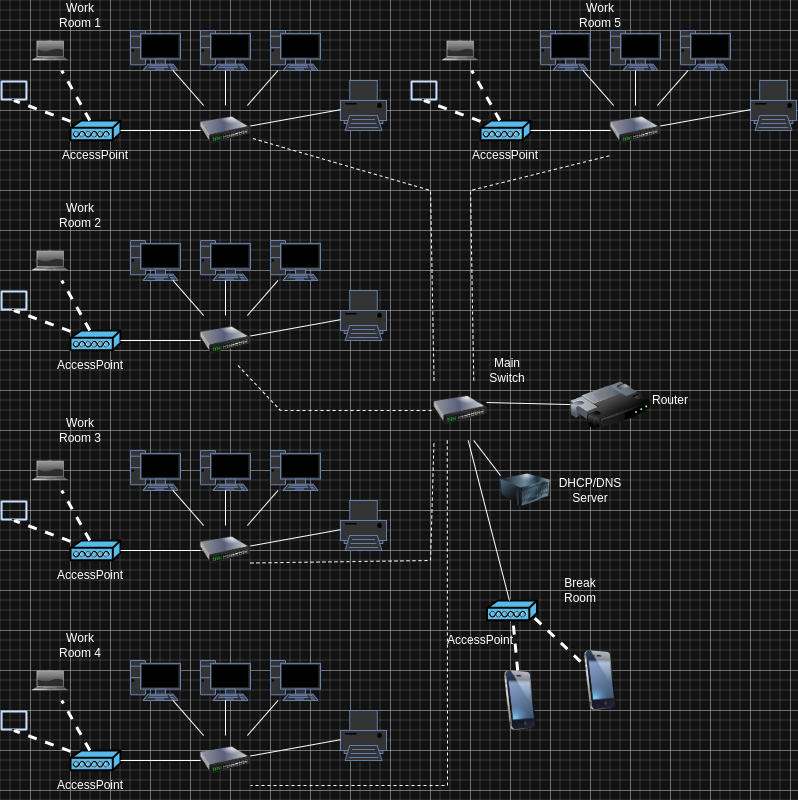 Work
Room 1
AccessPoint
Work
Room 5
AccessPoint
Work
Room 2
AccessPoint
Main
Switch
Router
Work
Room 3
AccessPoint
DHCP/DNS
Server
Break
Room
AccessPoint
Work
Room 4
AccessPoint